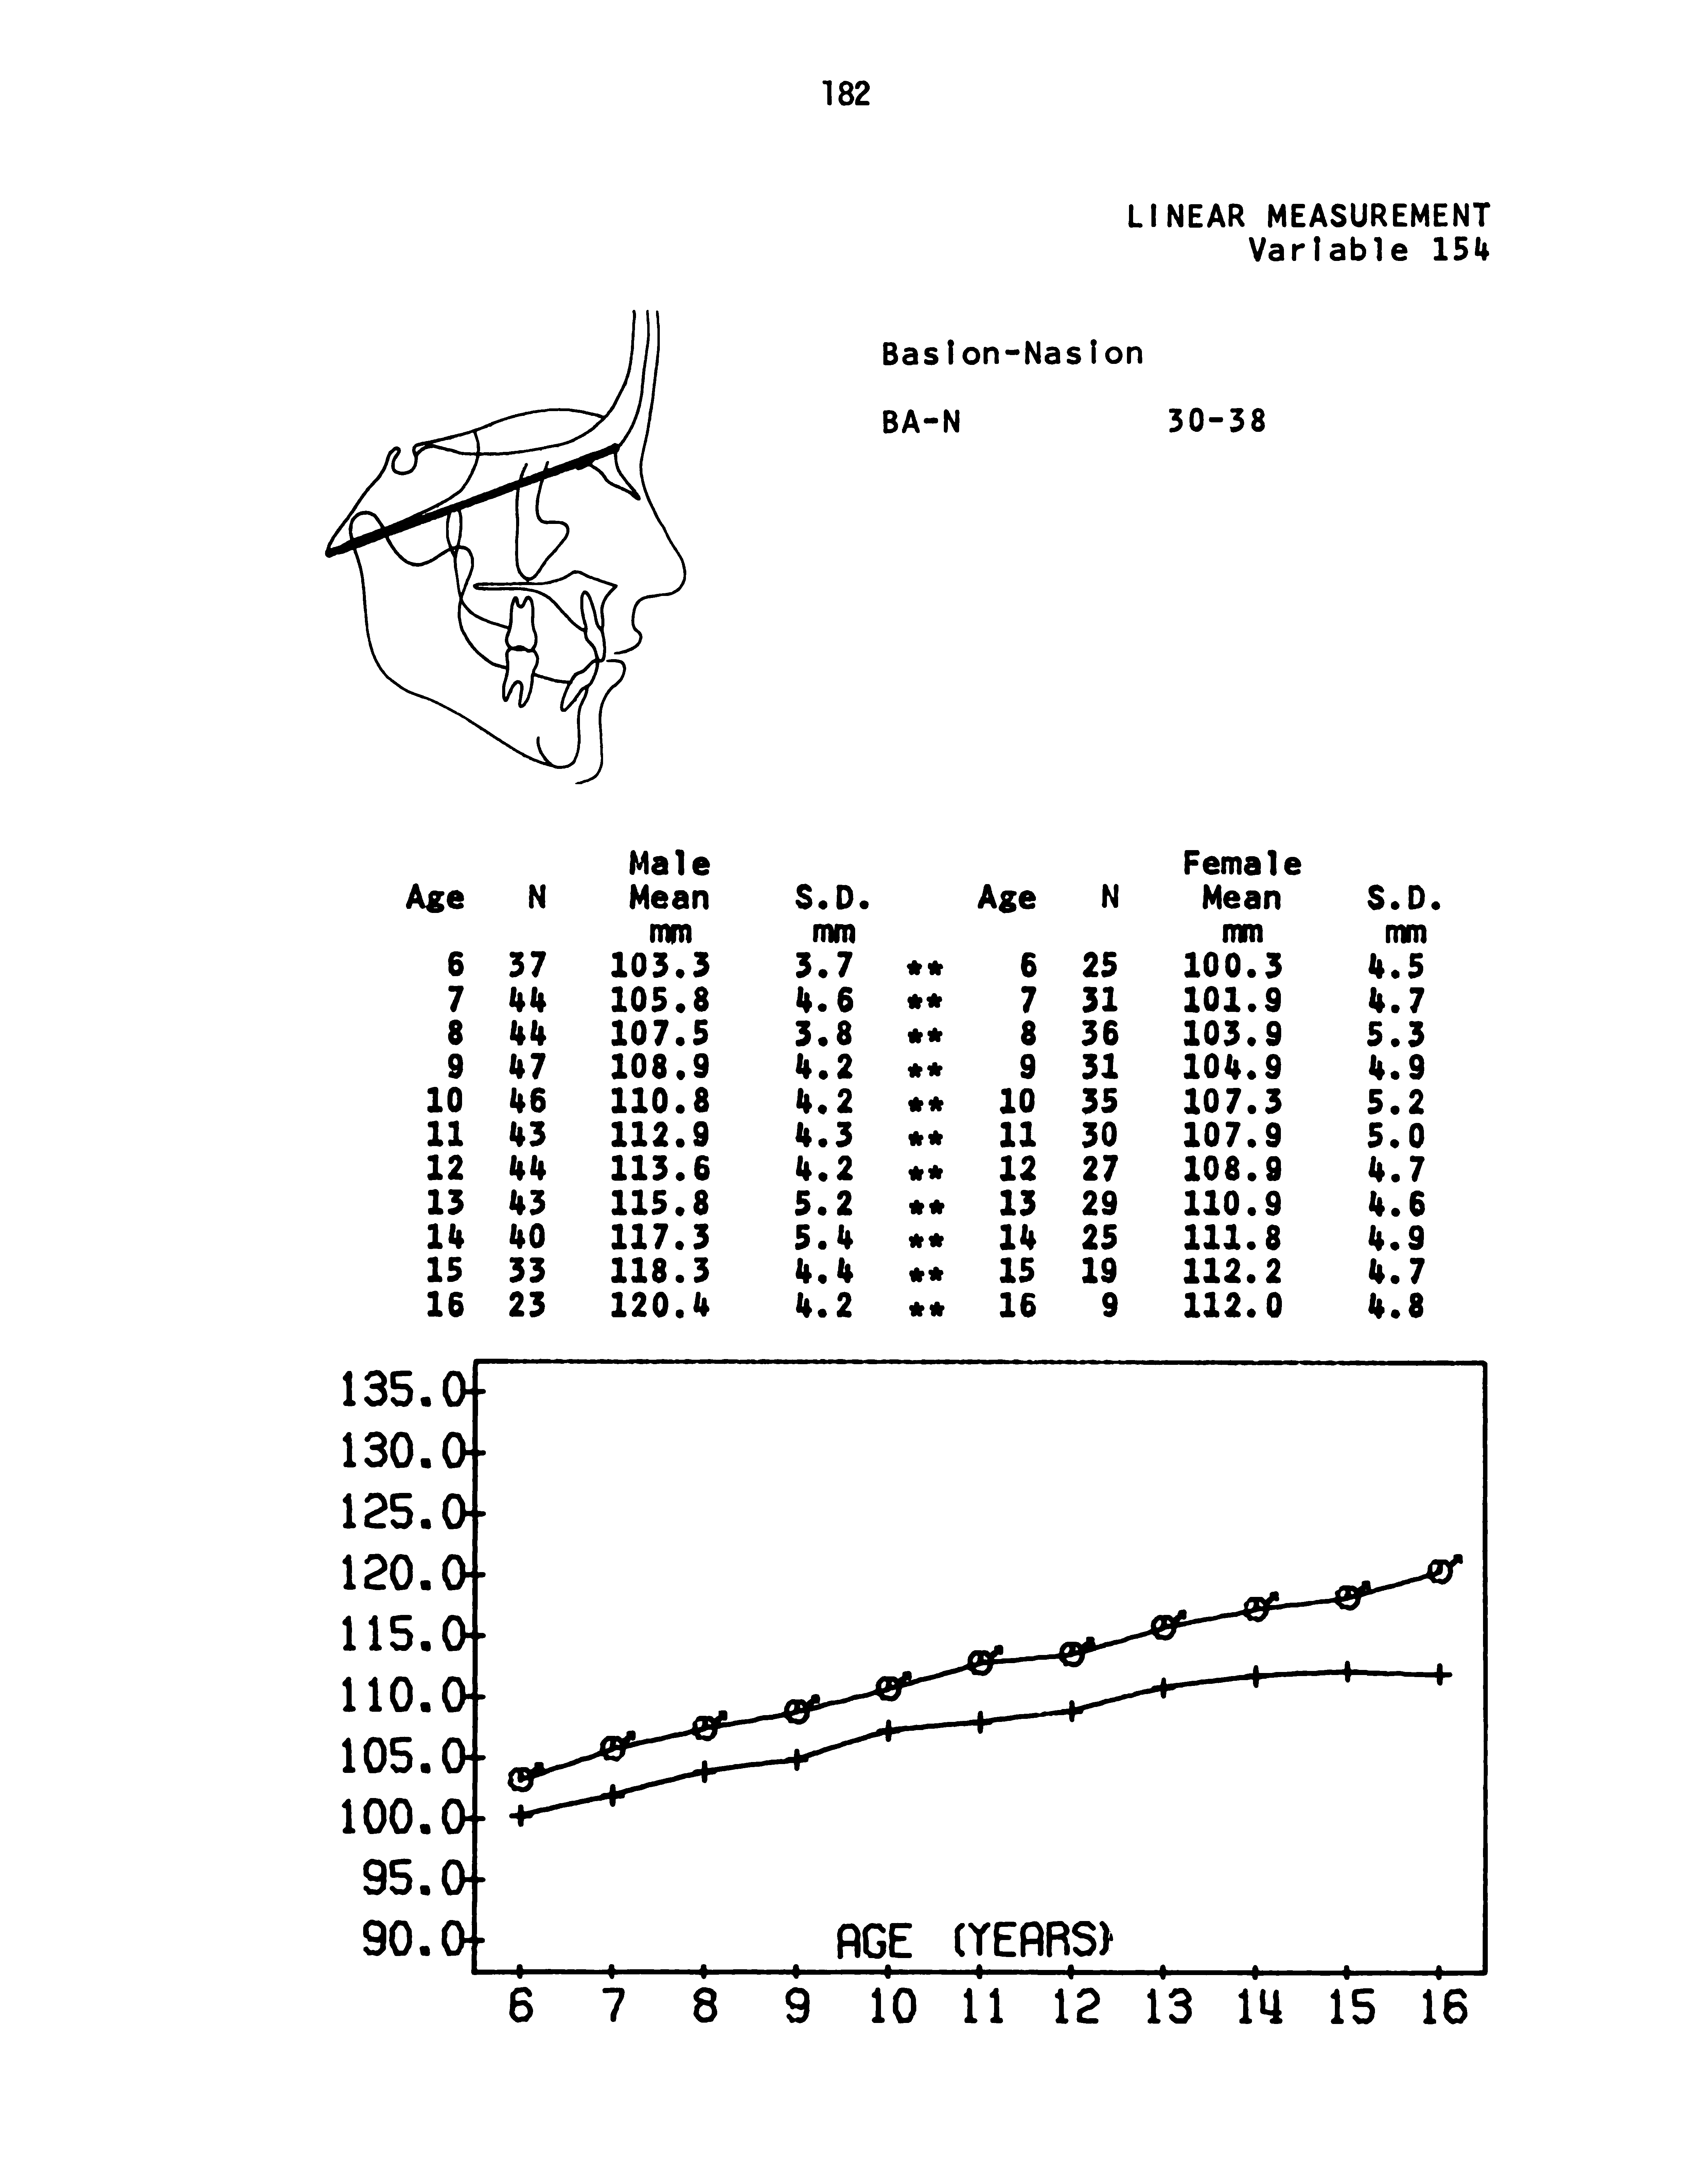 182
LINEAR MEASUREMENT
Variable 154
Basion-Nasion
BA-N 30-38
Male Female
Age N Mean S.D. Age N Mean S.D.
mm mm mm mm
6 37 103.3 3.7 ** 6 25 100.3 4.5
7 44 105.8 4.6 ** 7 31 101.9 4.7
8 44 107.5 3.8 ** 8 36 103.9 5.3
9 47 108.9 4.2 ** 9 31 104.9 4.9
10 46 110.8 4.2 ** 10 35 107.3 5.2
11 43 112.9 4.3 ** 11 30 107.9 5.0
12 44 113.6 4.2 ** 12 27 108.9 4.7
13 43 115.8 5.2 ** 13 29 110.9 4.6
14 40 117.3 5.4 ** 14 25 111.8 4.9
15 33 118.3 4.4 ** 15 19 112.2 4.7
16 23 120.4 4.2 ** 16 9 112.0 4.8
135.0
130.0
125.0
120.0
115.0
110.0
105.0
100.0
95.0
90.0
AGE (YEARS)
6 7 8 9 10 11 12 13 14 15 16